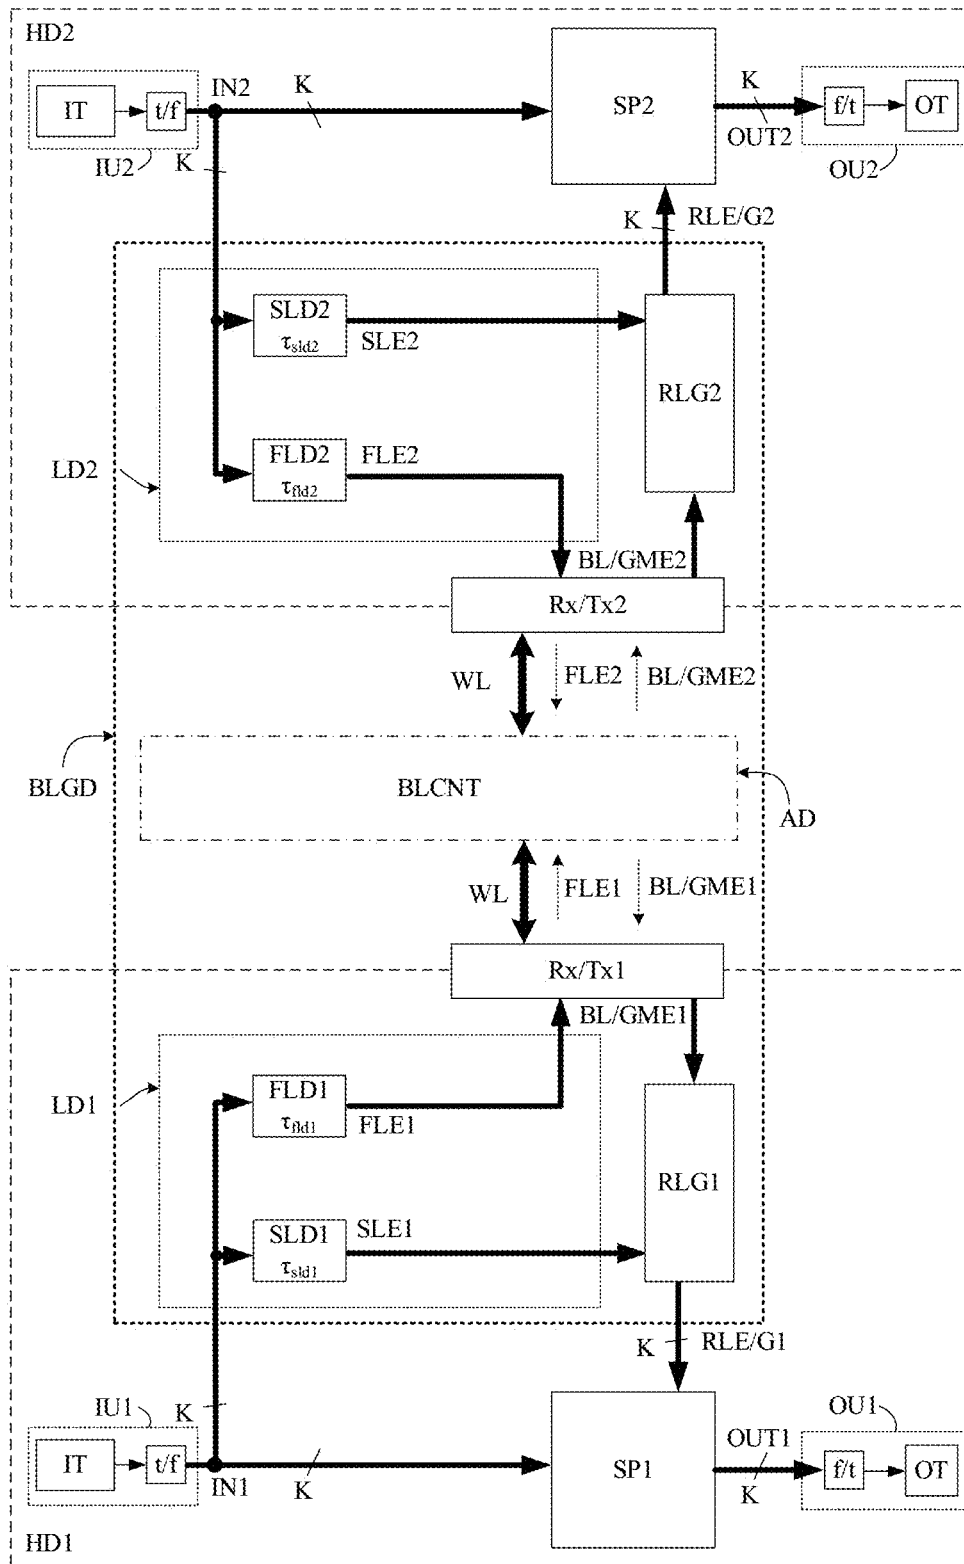 HD2
IT
t/f
IN2
K
SP2
K
f/t
OT
IU2
K
OUT2
OU2
K
RLE/G2
SLD2
τsld2
SLE2
RLG2
LD2
FLD2
τfld2
FLE2
BL/GME2
Rx/Tx2
WL
FLE2
BL/GME2
BLGD
BLCNT
AD
WL
FLE1
BL/GME1
Rx/Tx1
BL/GME1
LD1
FLD1
τfld1
FLE1
RLG1
SLD1
τsld1
SLE1
K
RLE/G1
IU1
K
OU1
IT
t/f
IN1
K
SP1
OUT1
K
f/t
OT
HD1